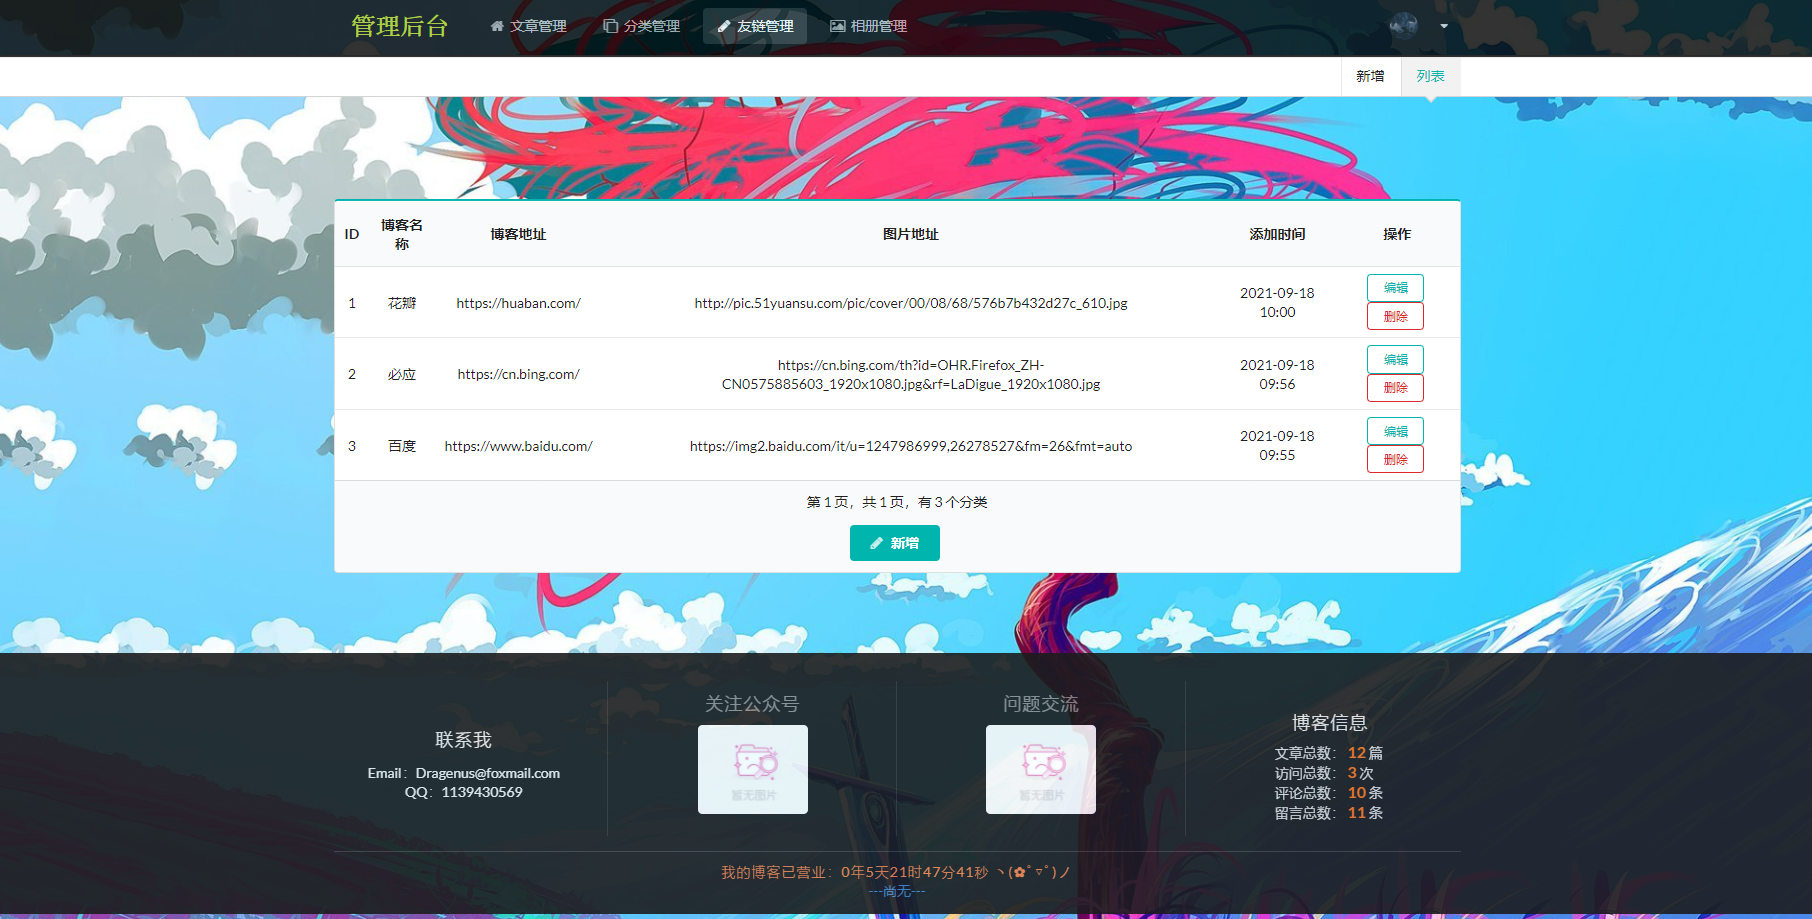 管理后台 文章管理 分类管理 友链管理 相册管理
新增 列表
ID 博客名称 博客地址 图片地址 添加时间 操作
1 花瓣 https://huaban.com/ http://pic.51yuansu.com/pic/cover/00/08/68/576b7b432d27c_610.jpg 2021-09-18 10:00 编辑 删除
2 必应 https://cn.bing.com/ https://cn.bing.com/th?id=OHR.Firefox_ZH-CN0575885603_1920x1080.jpg&rf=LaDigue_1920x1080.jpg 2021-09-18 09:56 编辑 删除
3 百度 https://www.baidu.com/ https://img2.baidu.com/it/u=1247986999,26278527&fm=26&fmt=auto 2021-09-18 09:55 编辑 删除
第 1 页，共 1 页，有 3 个分类
新增
联系我
Email：Dragenus@foxmail.com
QQ：1139430569
关注公众号
暂无图片
问题交流
暂无图片
博客信息
文章总数： 12 篇
访问总数： 3 次
评论总数： 10 条
留言总数： 11 条
我的博客已营业：0年5天21时47分41秒 ヽ(✿ﾟ▽ﾟ)ノ
---尚无---